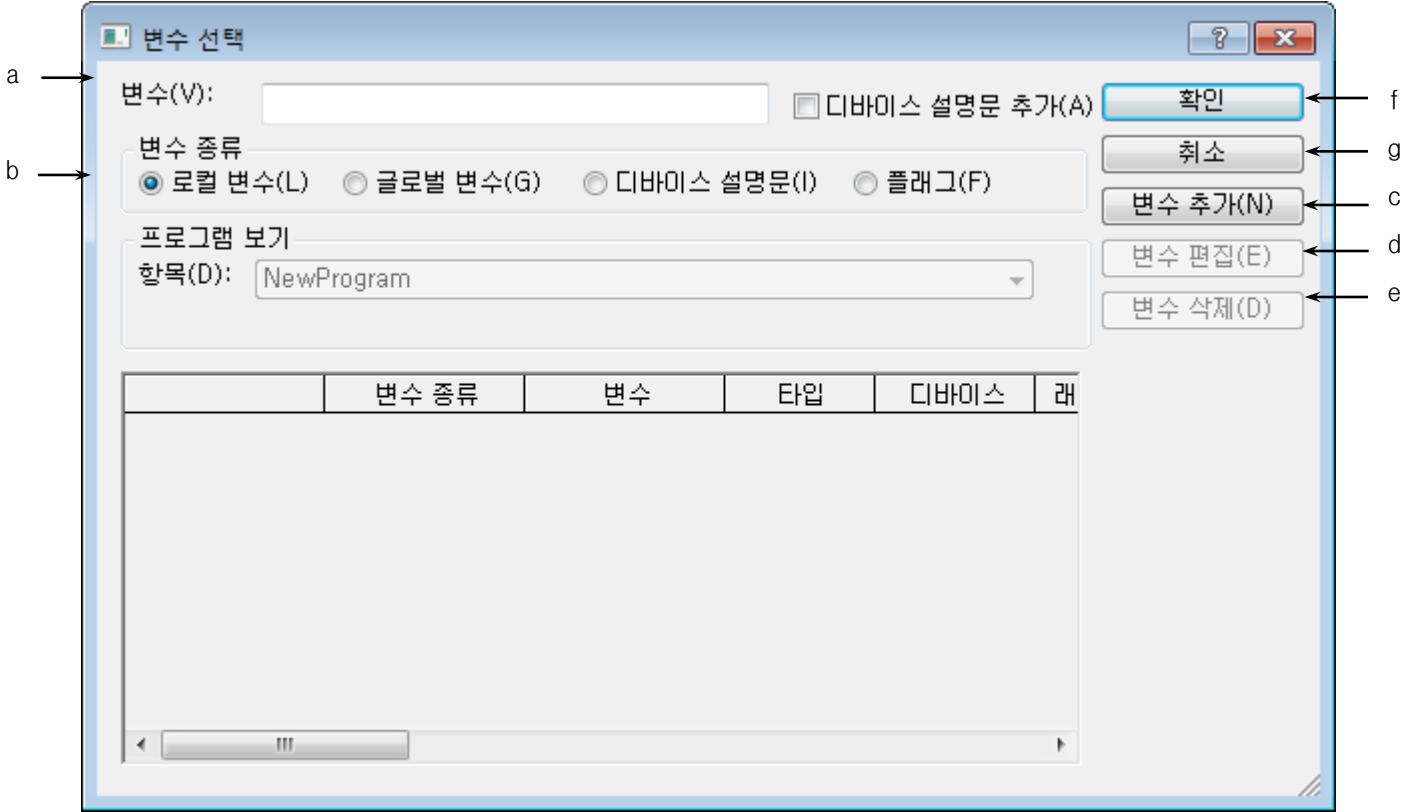 변수 선택
a
변수(V):
디바이스 설명문 추가(A)
확인
f
변수 종류
취소
g
b
로컬 변수(L)
글로벌 변수(G)
디바이스 설명문(I)
플래그(F)
변수 추가(N)
c
프로그램 보기
변수 편집(E)
d
항목(D):
NewProgram
변수 삭제(D)
e
변수 종류
변수
타입
디바이스
래